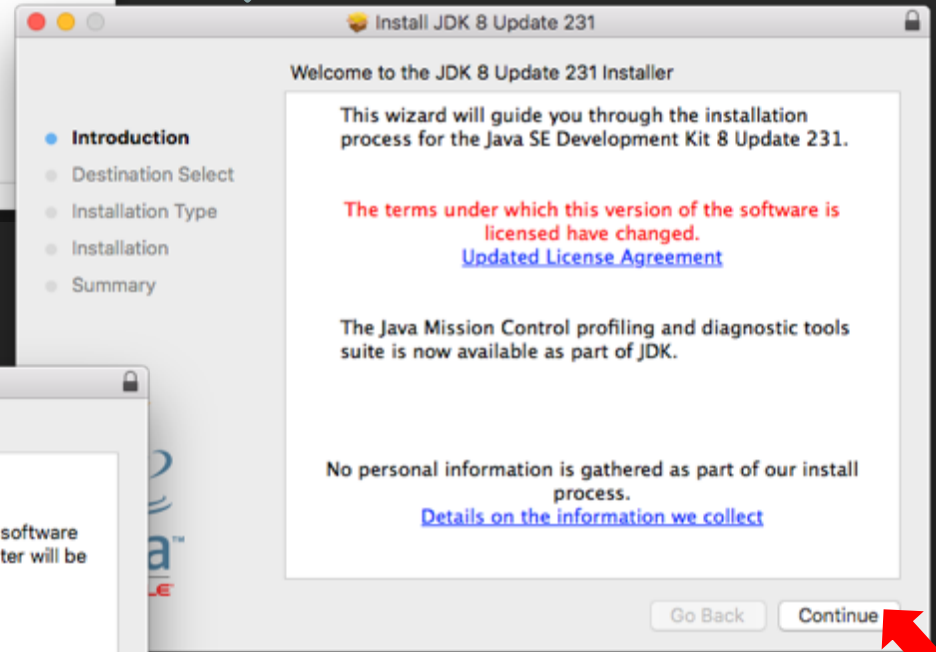 Install JDK 8 Update 231
Welcome to the JDK 8 Update 231 Installer
Introduction
Destination Select
Installation Type
Installation
Summary
This wizard will guide you through the installation
process for the Java SE Development Kit 8 Update 231.
The terms under which this version of the software is
licensed have changed.
Updated License Agreement
The Java Mission Control profiling and diagnostic tools
suite is now available as part of JDK.
No personal information is gathered as part of our install
process.
Details on the information we collect
Go Back
Continue
software
ter will be
a™
LE